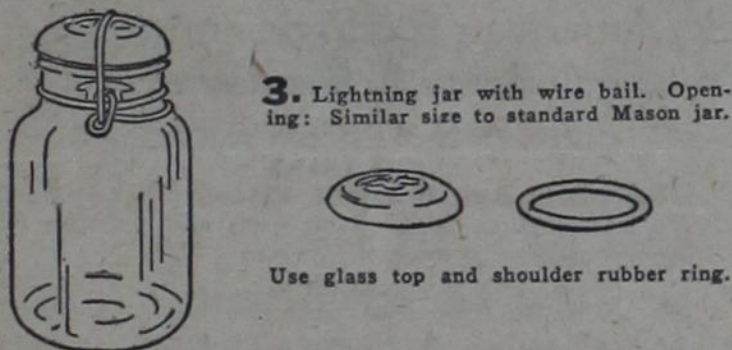 3. Lightning jar with wire bail. Open-
ing: Similar size to standard Mason jar.
Use glass top and shoulder rubber ring.